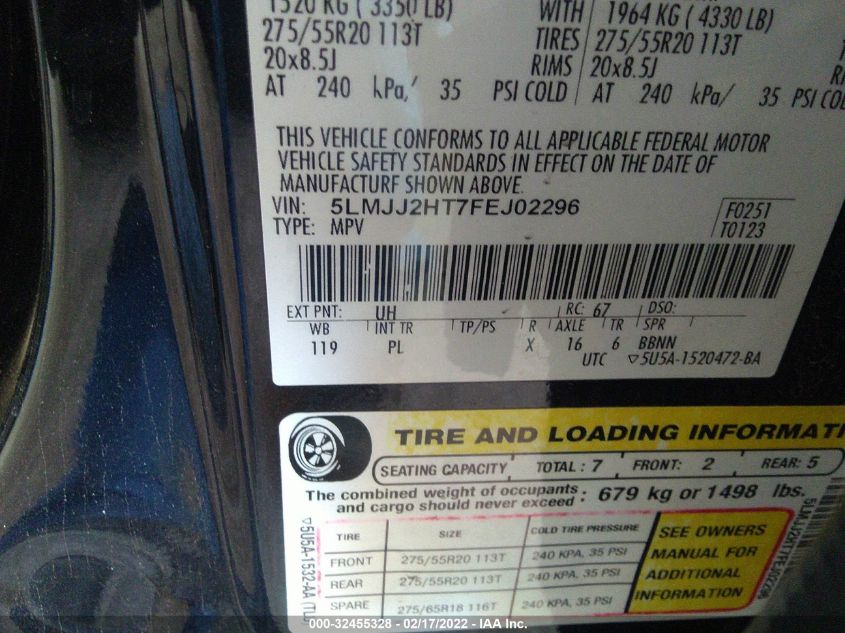 1520 KG ( 3350 LB) WITH 1964 KG ( 4330 LB)
275/55R20 113T TIRES 275/55R20 113T
20x8.5J RIMS 20x8.5J
AT 240 kPa/ 35 PSI COLD AT 240 kPa/ 35 PSI COL
THIS VEHICLE CONFORMS TO ALL APPLICABLE FEDERAL MOTOR
VEHICLE SAFETY STANDARDS IN EFFECT ON THE DATE OF
MANUFACTURE SHOWN ABOVE.
VIN: 5LMJJ2HT7FEJ02296
TYPE: MPV
F0251
T0123
EXT PNT: UH RC: 67 DSO:
WB INT TR TP/PS R AXLE TR SPR
119 PL X 16 6 BBNN
UTC ▽5U5A-1520472-BA
TIRE AND LOADING INFORMATI
SEATING CAPACITY TOTAL : 7 FRONT: 2 REAR: 5
The combined weight of occupants and cargo should never exceed : 679 kg or 1498 lbs.
TIRE SIZE COLD TIRE PRESSURE
FRONT 275/55R20 113T 240 KPA, 35 PSI
REAR 275/55R20 113T 240 KPA, 35 PSI
SPARE 275/65R18 116T 240 KPA, 35 PSI
SEE OWNERS
MANUAL FOR
ADDITIONAL
INFORMATION
▽5U5A-1532-AA
5LMJJ2HT7FEJ02296
000-32455328 - 02/17/2022 - IAA Inc.